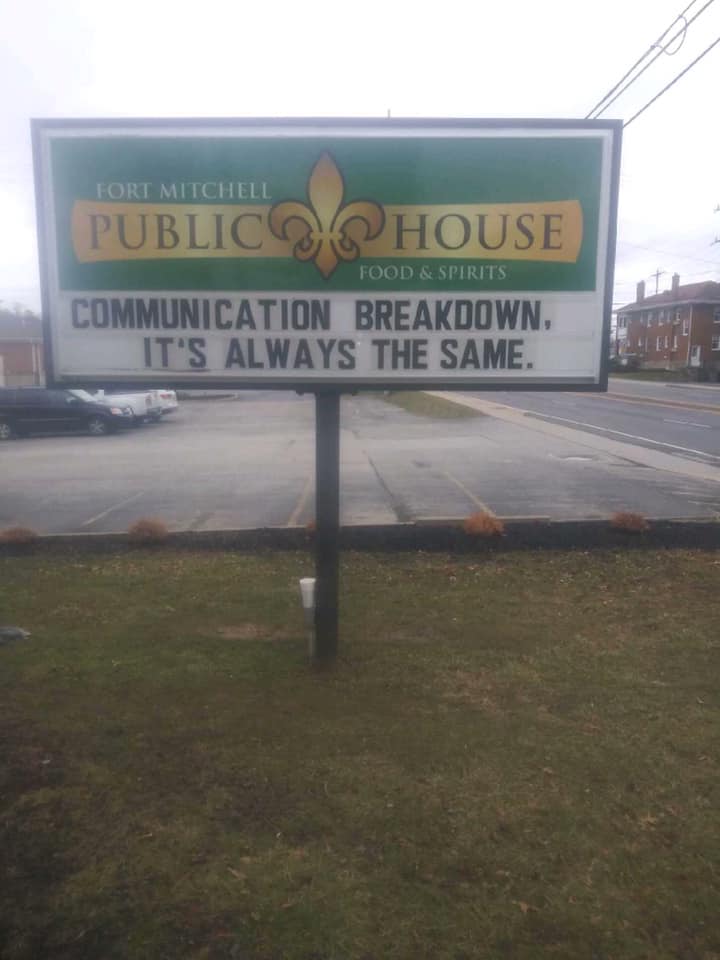 FORT MITCHELL
PUBLIC HOUSE
FOOD & SPIRITS
COMMUNICATION BREAKDOWN,
IT'S ALWAYS THE SAME.